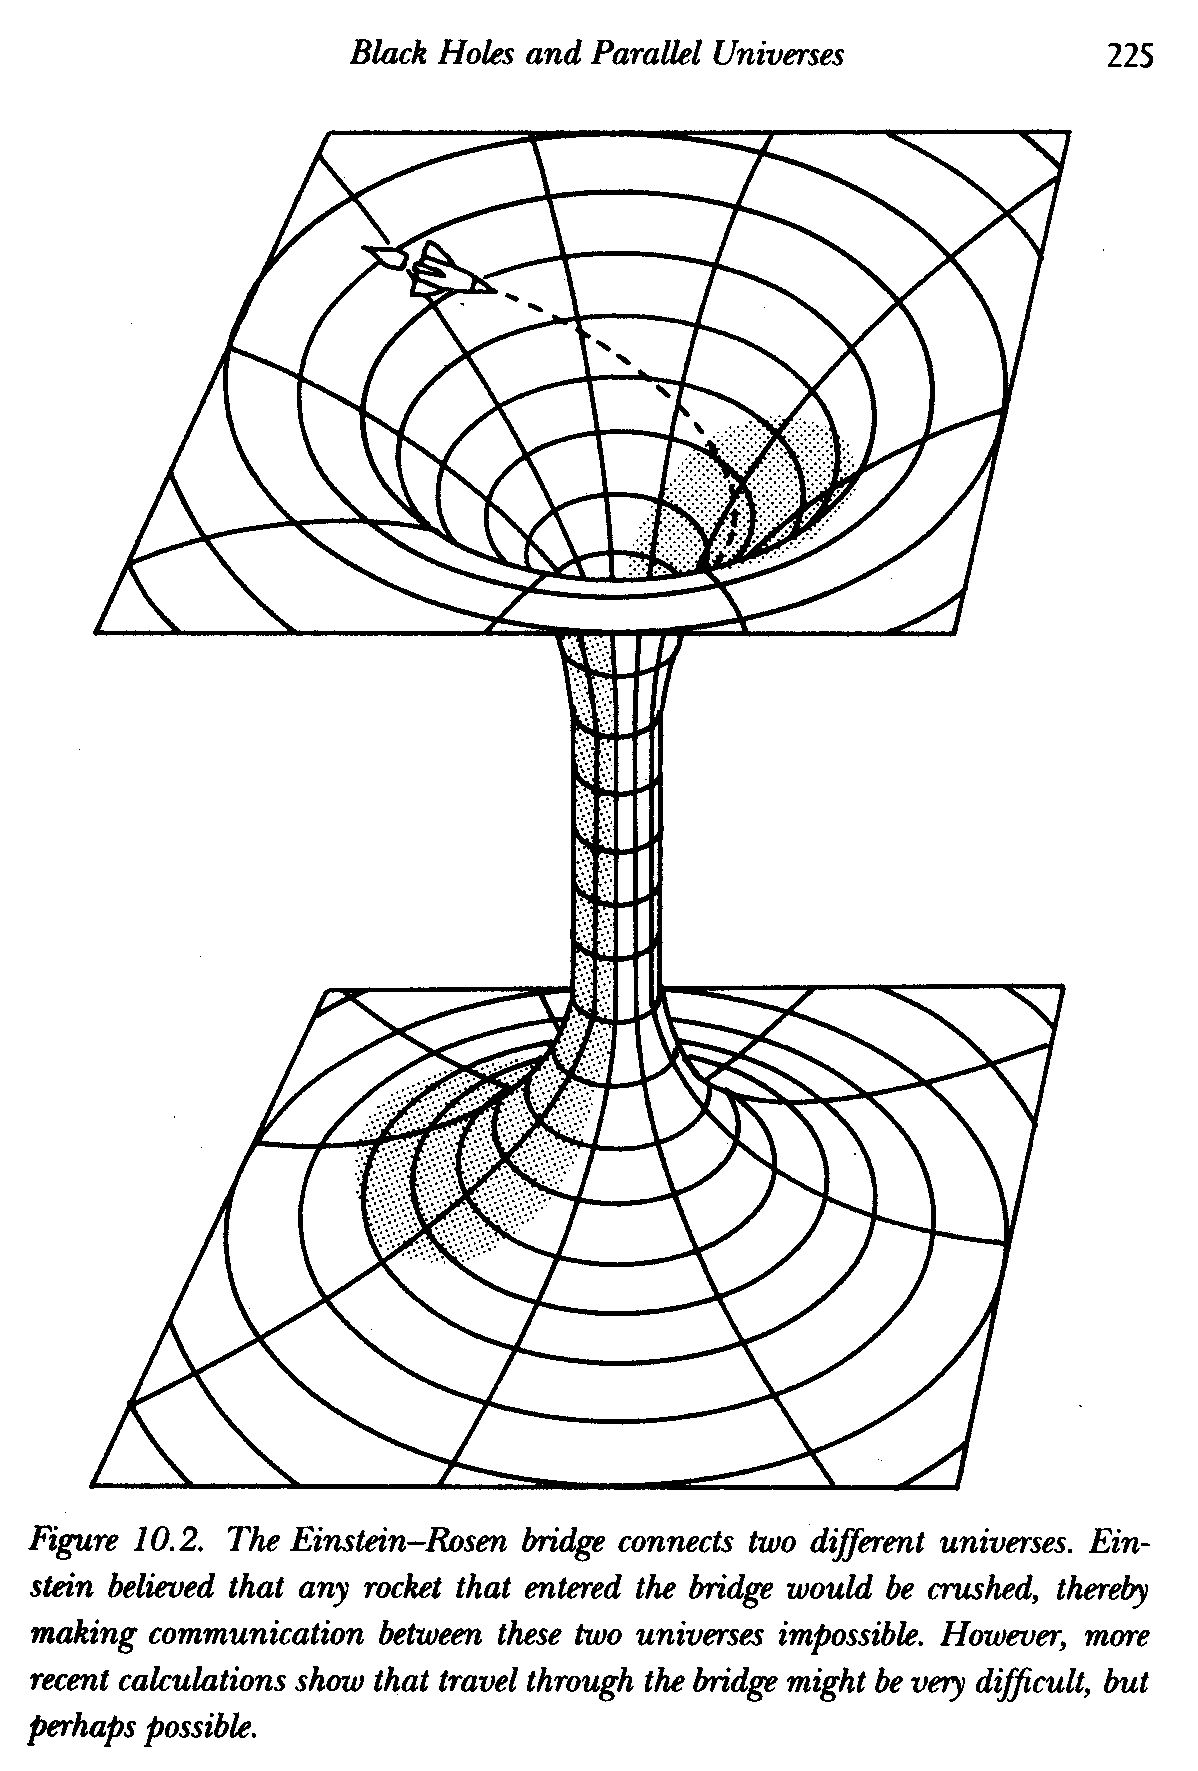 Black Holes and Parallel Universes 225
Figure 10.2. The Einstein–Rosen bridge connects two different universes. Ein-
stein believed that any rocket that entered the bridge would be crushed, thereby
making communication between these two universes impossible. However, more
recent calculations show that travel through the bridge might be very difficult, but
perhaps possible.